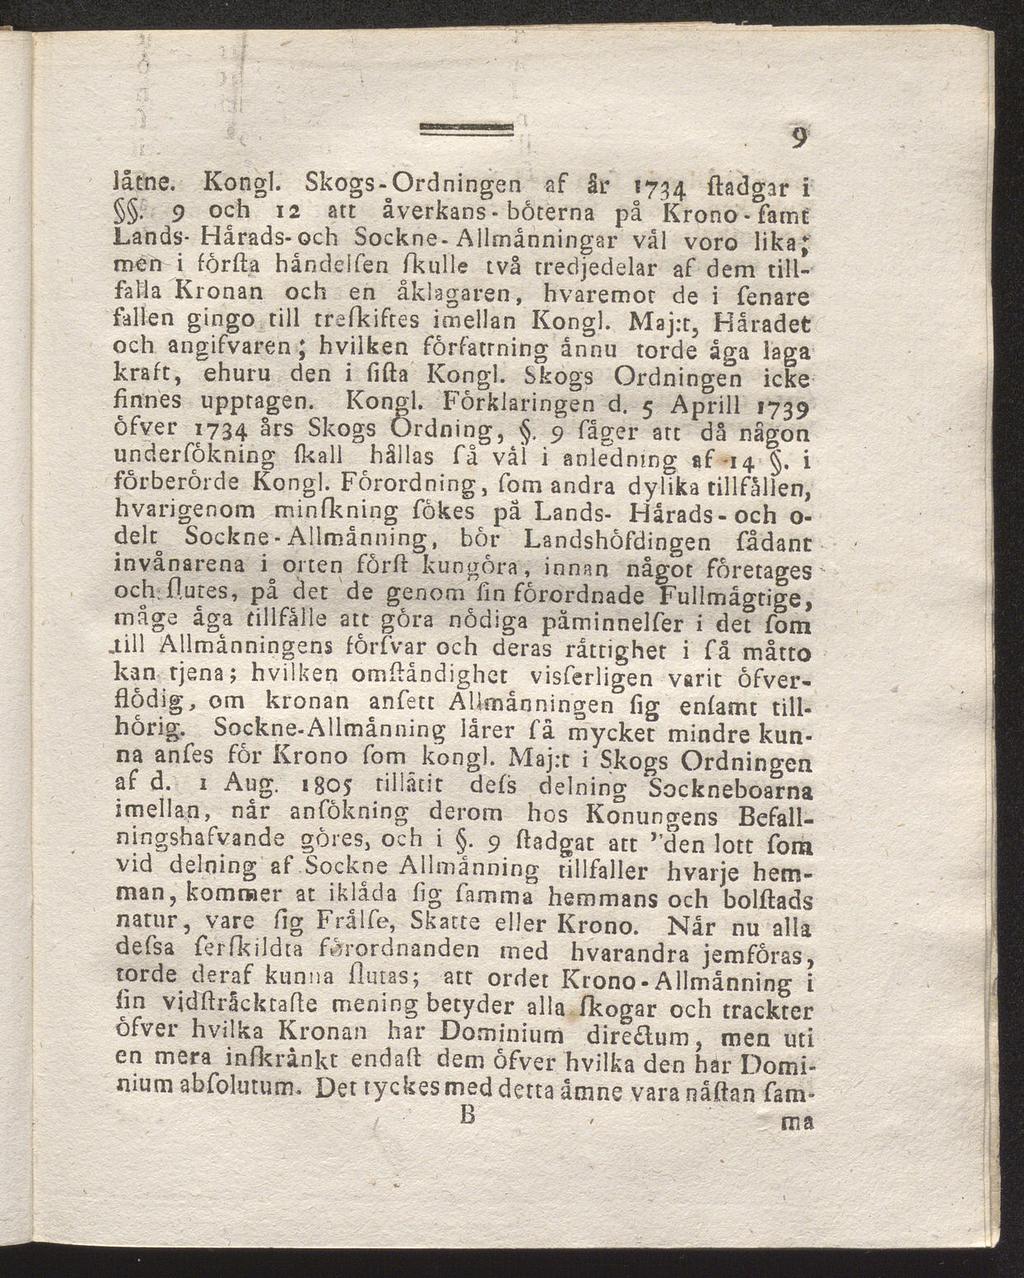 9
låtne. Kongl. Skogs-Ordningen af år 1734 ſtadgar i
§§. 9 och 12 att åverkans-böterna på Krono-ſamt
Lands- Härads-och Sockne-Allmänningar väl voro lika;
men i förſta händelſen ſkulle två tredjedelar af dem till-
falla Kronan och en åklagaren, hvaremot de i ſenare
fallen gingo till treſkiftes imellan Kongl. Maj:t, Häradet
och angifvaren; hvilken författning ännu torde äga laga
kraft, ehuru den i ſiſta Kongl. Skogs Ordningen icke
finnes upptagen. Kongl. Förklaringen d. 5 Aprill 1739
öfver 1734 års Skogs Ordning, §. 9 ſäger att då någon
underſökning ſkall hållas ſå väl i anledning af 14 §. i
förberörde Kongl. Förordning, ſom andra dylika tillfällen,
hvarigenom minſkning ſökes på Lands- Härads-och o-
delt Sockne-Allmänning, bör Landshöfdingen ſådant
invånarena i orten förſt kungöra, innan något företages
och ſlutes, på det de genom ſin förordnade Fullmägtige,
måge äga tillfälle att göra nödiga påminnelſer i det ſom
till Allmänningens förſvar och deras rättighet i ſå måtto
kan tjena; hvilken omſtändighet visſerligen varit öfver-
flödig, om kronan anſett Allmänningen ſig enſamt till-
hörig. Sockne-Allmänning lärer ſå mycket mindre kun-
na anſes för Krono ſom kongl. Maj:t i Skogs Ordningen
af d. 1 Aug. 1805 tillåtit deſs delning Sockneboarna
imellan, när anſökning derom hos Konungens Befall-
ningshafvande göres, och i §. 9 ſtadgat att ”den lott ſom
vid delning af Sockne Allmänning tillfaller hvarje hem-
man, kommer at ikläda ſig ſamma hemmans och bolſtads
natur, vare ſig Frälſe, Skatte eller Krono. När nu alla
deſsa ſerſkildta förordnanden med hvarandra jemföras,
torde deraf kunna ſlutas; att ordet Krono-Allmänning i
ſin vidſträcktaſte mening betyder alla ſkogar och trackter
öfver hvilka Kronan har Dominium directum, men uti
en mera inſkränkt endaſt dem öfver hvilka den har Domi-
nium abſolutum. Det tyckes med detta ämne vara näſtan ſam-
B
ma